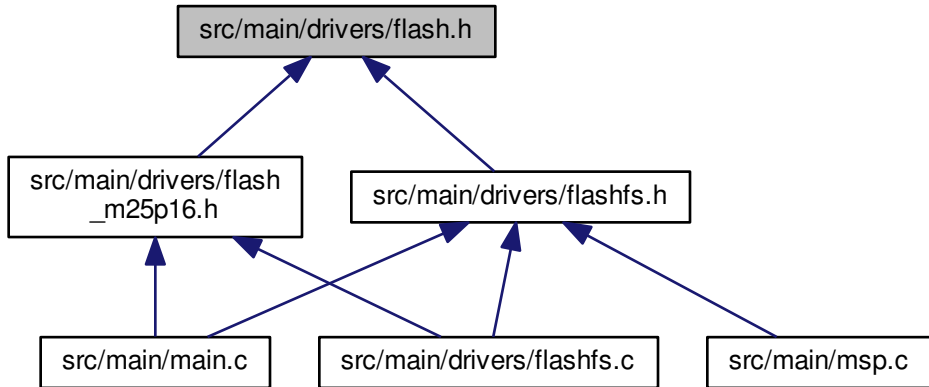 src/main/drivers/flash.h
src/main/drivers/flash
_m25p16.h
src/main/drivers/flashfs.h
src/main/main.c
src/main/drivers/flashfs.c
src/main/msp.c